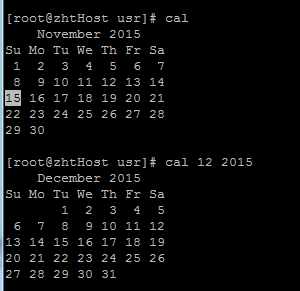 [root@zhtHost usr]# cal
    November 2015
Su Mo Tu We Th Fr Sa
 1  2  3  4  5  6  7
 8  9 10 11 12 13 14
15 16 17 18 19 20 21
22 23 24 25 26 27 28
29 30

[root@zhtHost usr]# cal 12 2015
    December 2015
Su Mo Tu We Th Fr Sa
       1  2  3  4  5
 6  7  8  9 10 11 12
13 14 15 16 17 18 19
20 21 22 23 24 25 26
27 28 29 30 31